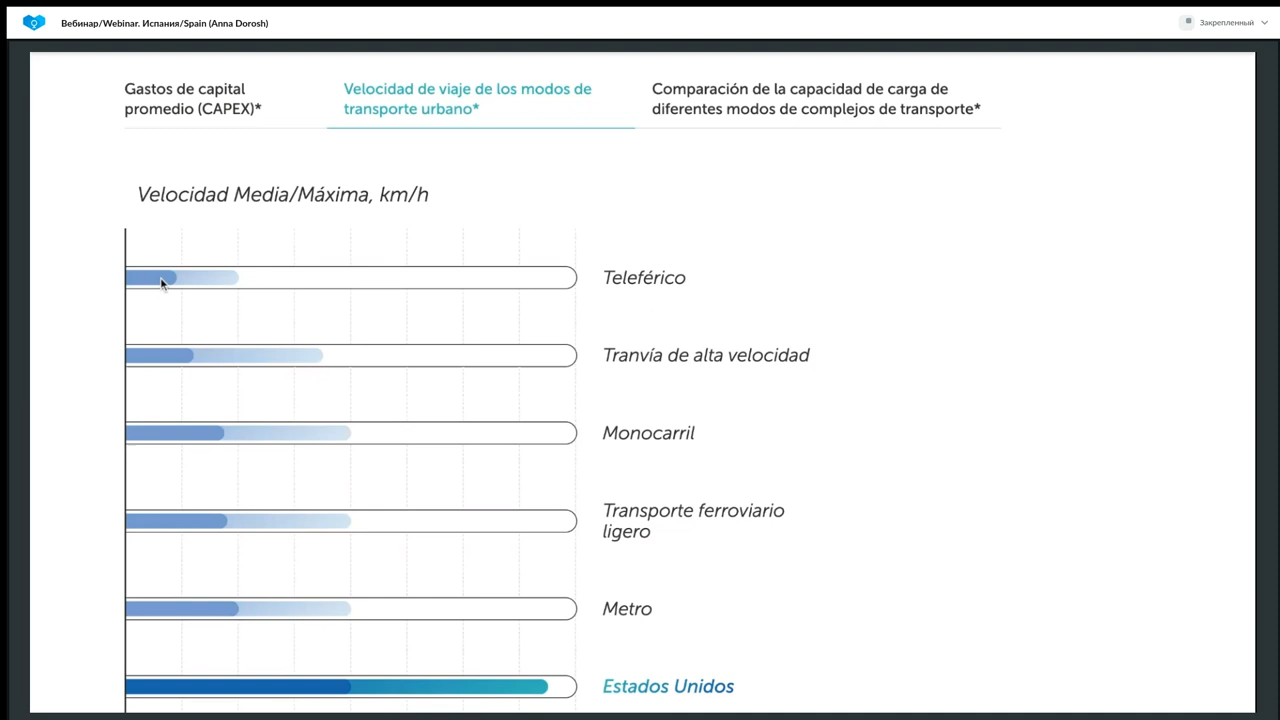 Вебинар/Webinar. Испания/Spain (Anna Dorosh)
Закрепленный
Gastos de capital
promedio (CAPEX)*
Velocidad de viaje de los modos de
transporte urbano*
Comparación de la capacidad de carga de
diferentes modos de complejos de transporte*
Velocidad Media/Máxima, km/h
Teleférico
Tranvía de alta velocidad
Monocarril
Transporte ferroviario
ligero
Metro
Estados Unidos